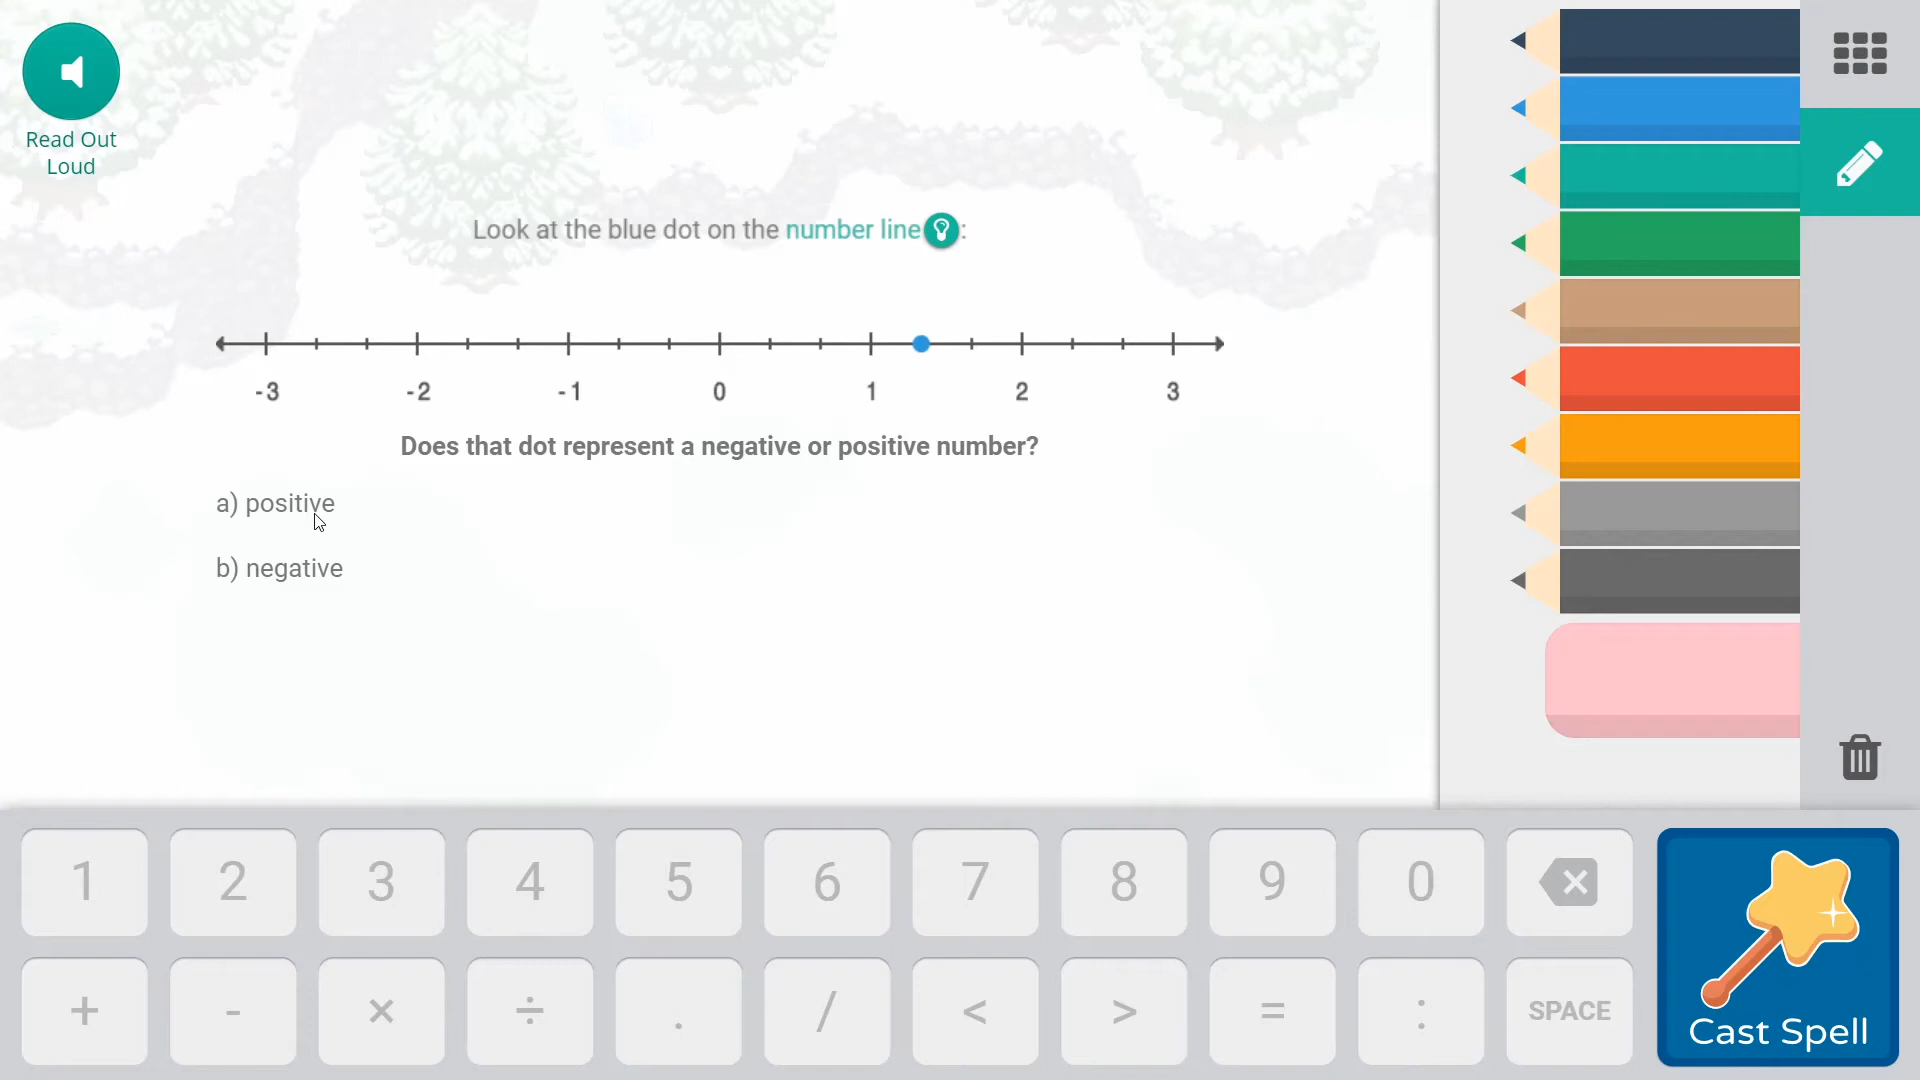 Read Out
Loud
Look at the blue dot on the number line:
-3 -2 -1 0 1 2 3
Does that dot represent a negative or positive number?
a) positive
b) negative
1 2 3 4 5 6 7 8 9 0
+ - × ÷ . / < > = : SPACE
Cast Spell